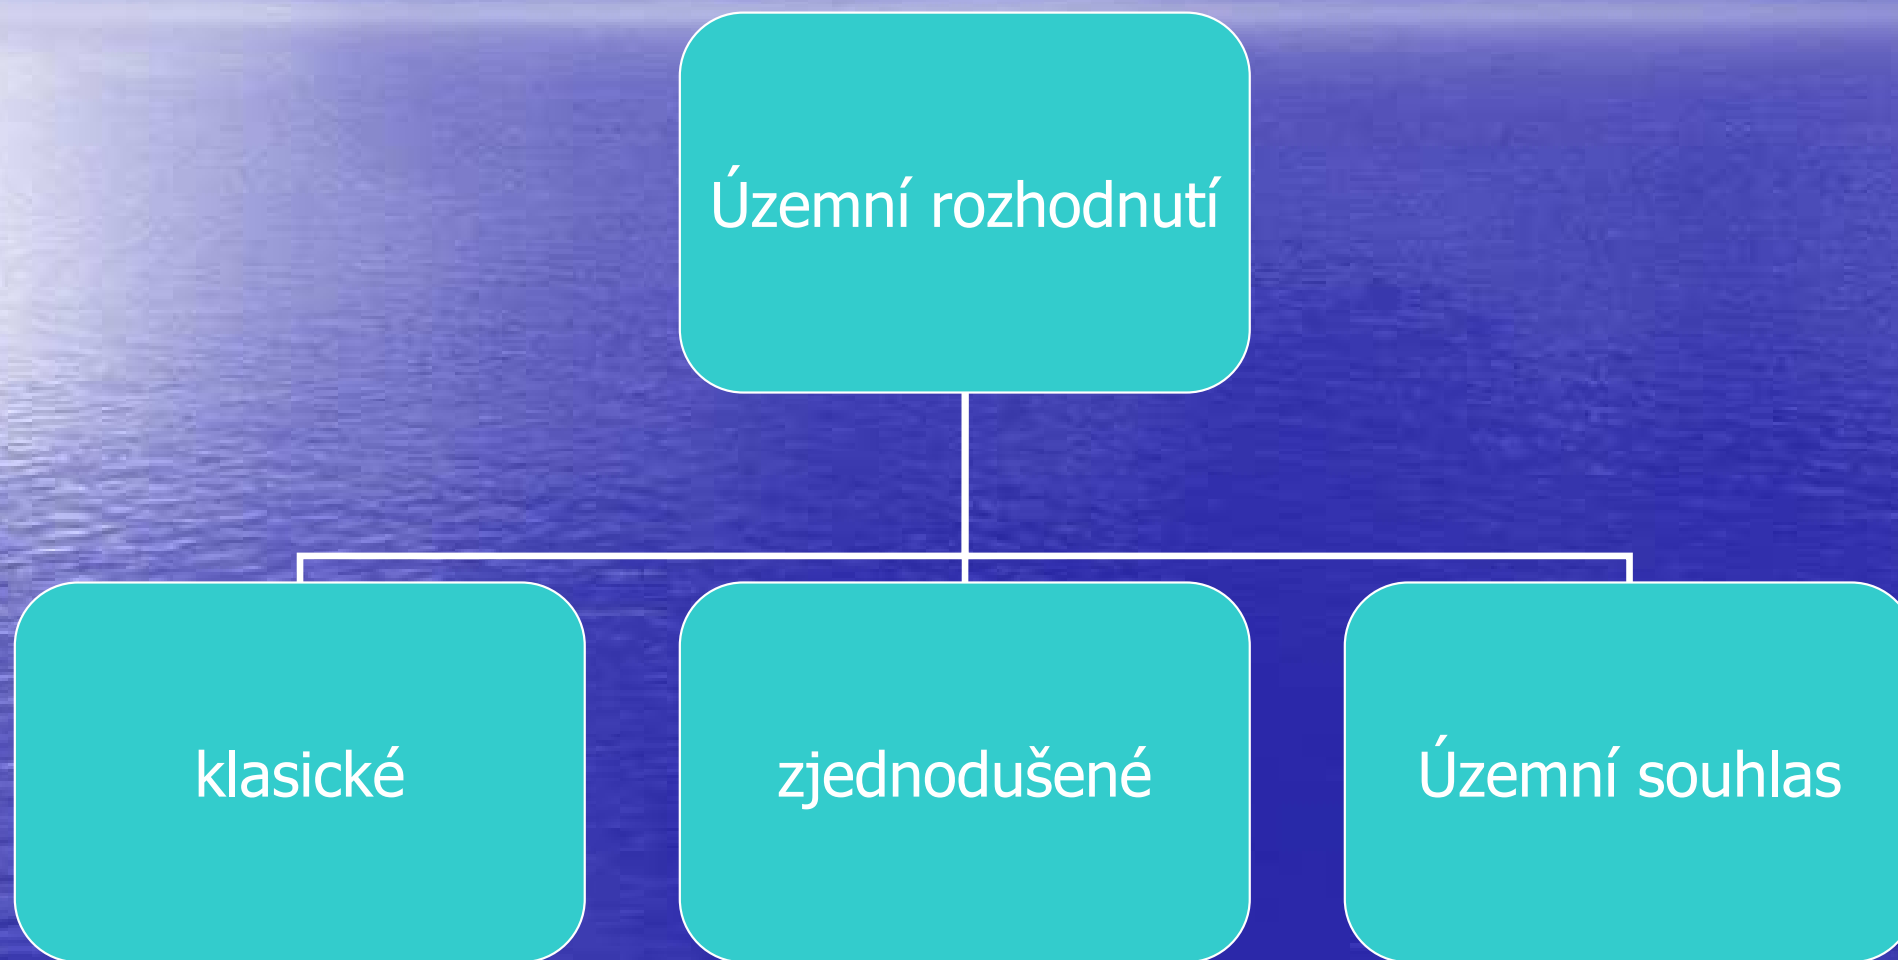 Územní rozhodnutí
klasické
zjednodušené
Územní souhlas